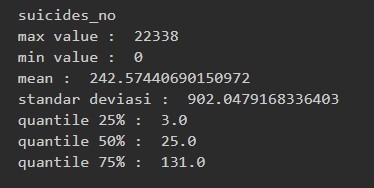 suicides_no
max value :  22338
min value :  0
mean :  242.57440690150972
standar deviasi :  902.0479168336403
quantile 25% :  3.0
quantile 50% :  25.0
quantile 75% :  131.0